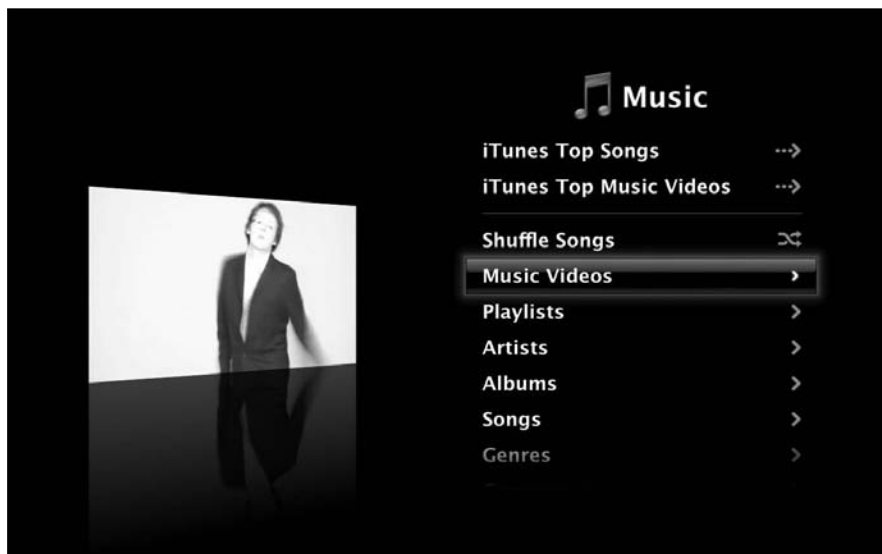 Music
iTunes Top Songs
iTunes Top Music Videos
Shuffle Songs
Music Videos
Playlists
Artists
Albums
Songs
Genres